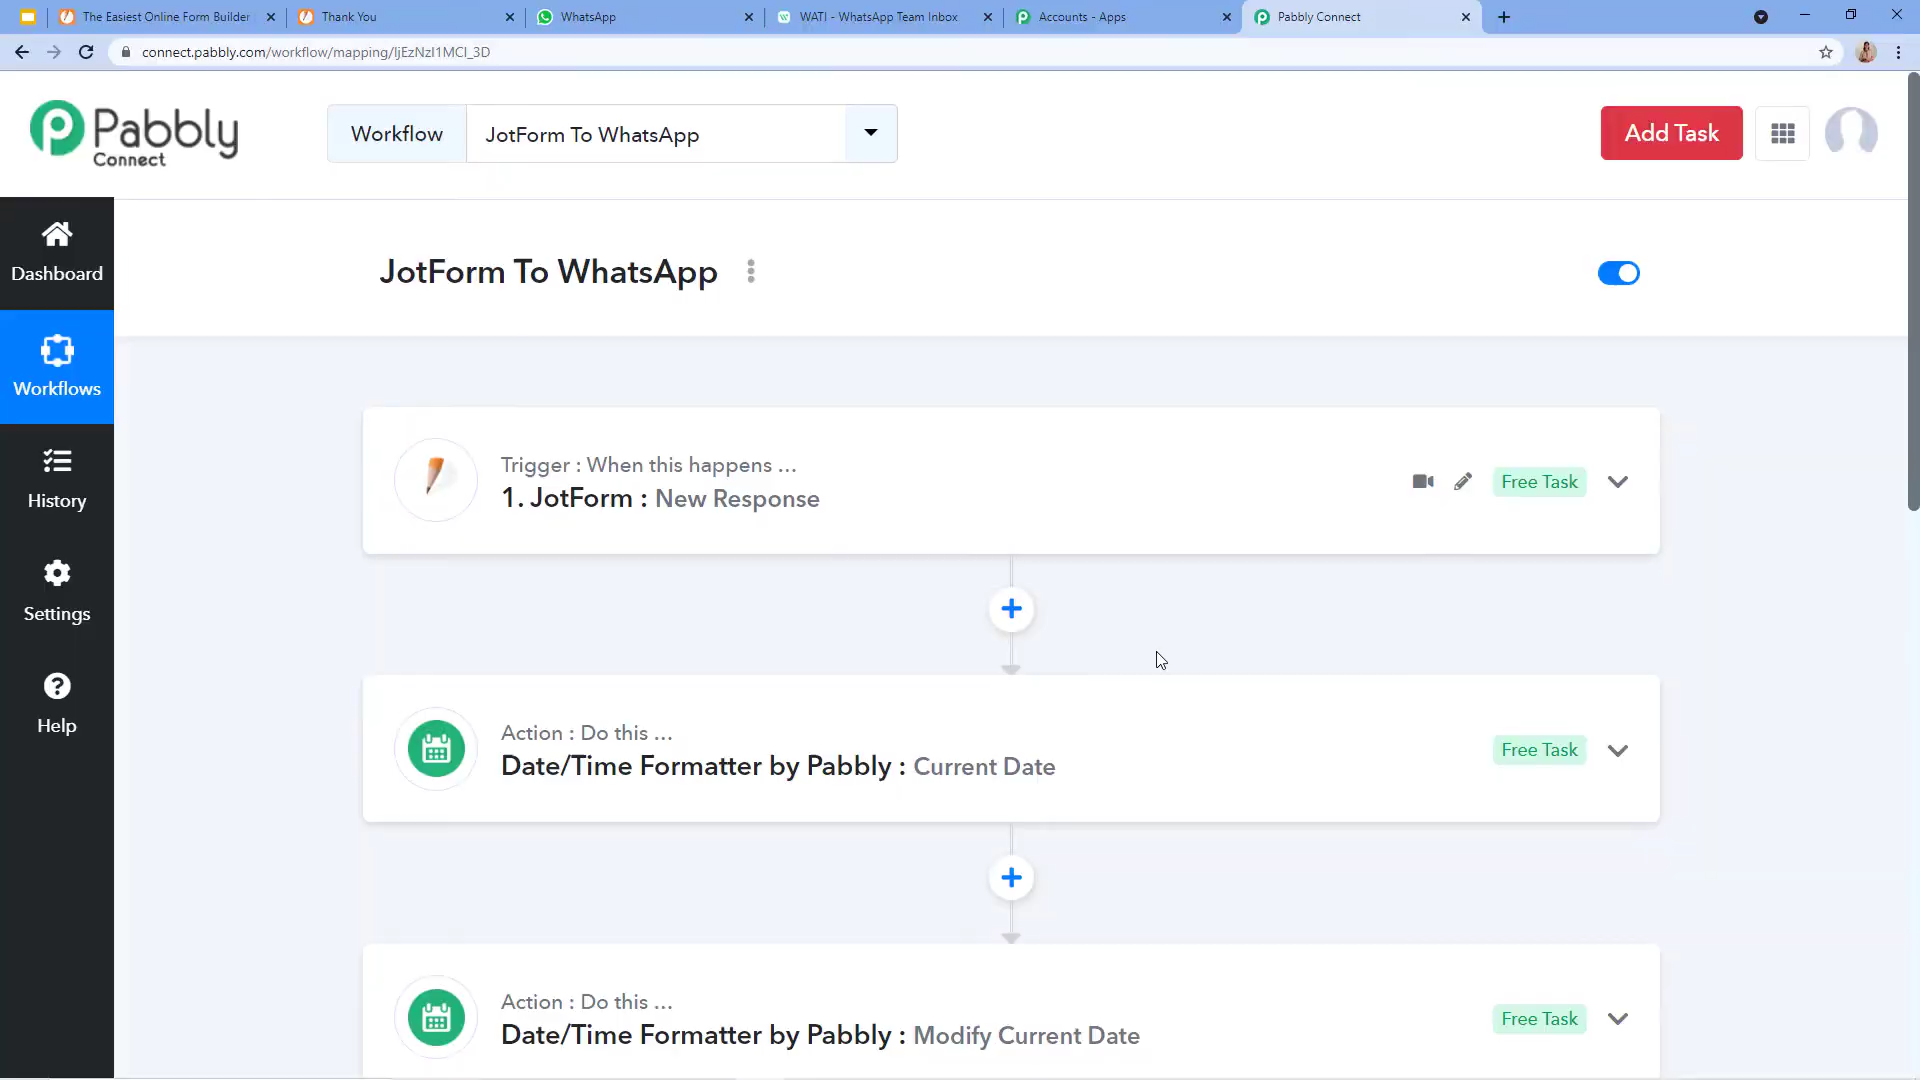 The Easiest Online Form Builder
Thank You
WhatsApp
WATI - WhatsApp Team Inbox
Accounts - Apps
Pabbly Connect
connect.pabbly.com/workflow/mapping/IjEzNzI1MCI_3D
Pabbly
Connect
Workflow
JotForm To WhatsApp
Add Task
Dashboard
Workflows
History
Settings
Help
JotForm To WhatsApp
Trigger : When this happens ...
1. JotForm : New Response
Free Task
Action : Do this ...
Date/Time Formatter by Pabbly : Current Date
Free Task
Action : Do this ...
Date/Time Formatter by Pabbly : Modify Current Date
Free Task